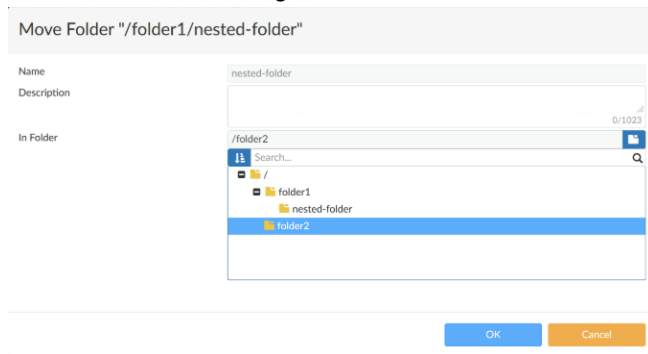 Move Folder "/folder1/nested-folder"
Name
nested-folder
Description
0/1023
In Folder
/folder2
Search...
/
folder1
nested-folder
folder2
OK
Cancel